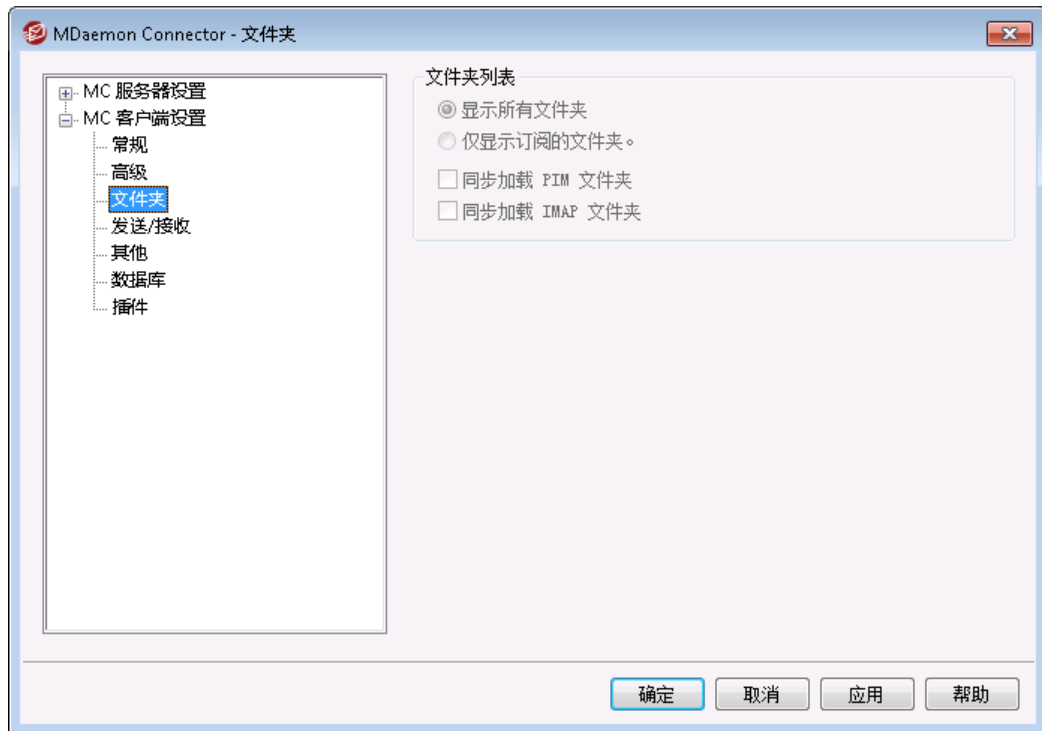 MDaemon Connector - 文件夹
MC 服务器设置
MC 客户端设置
常规
高级
文件夹
发送/接收
其他
数据库
插件
文件夹列表
显示所有文件夹
仅显示订阅的文件夹。
同步加载 PIM 文件夹
同步加载 IMAP 文件夹
确定 取消 应用 帮助